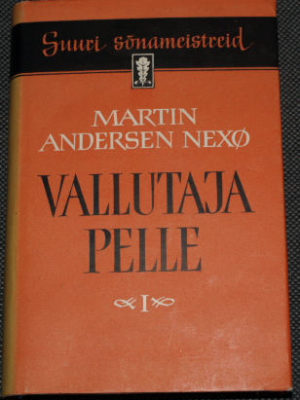 Suuri sõnameistreid
MARTIN
ANDERSEN NEXØ
VALLUTAJA
PELLE
I